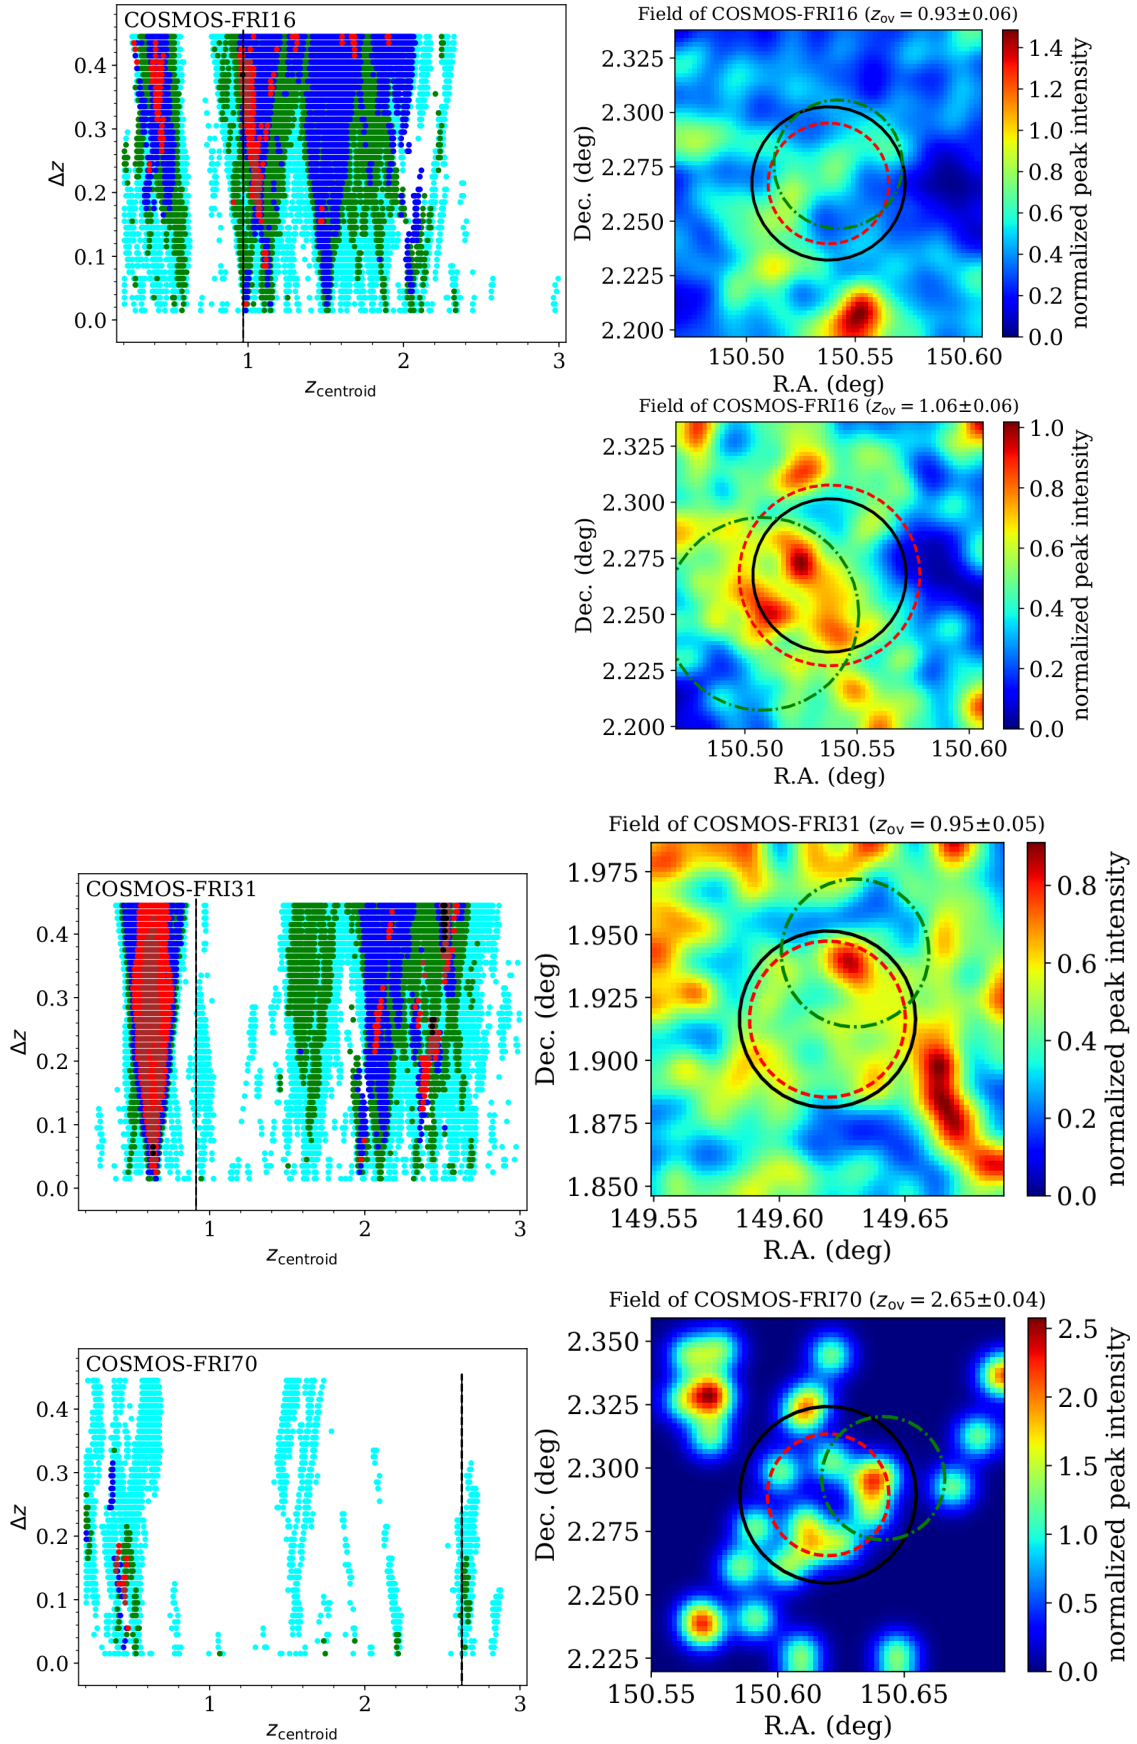 COSMOS-FRI16
0.4
0.3
0.2
0.1
0.0
Δz
1 2 3
z_centroid
Field of COSMOS-FRI16 (z_ov = 0.93±0.06)
2.325
2.300
2.275
2.250
2.225
2.200
Dec. (deg)
150.50 150.55 150.60
R.A. (deg)
1.4
1.2
1.0
0.8
0.6
0.4
0.2
0.0
normalized peak intensity
Field of COSMOS-FRI16 (z_ov = 1.06±0.06)
2.325
2.300
2.275
2.250
2.225
2.200
Dec. (deg)
150.50 150.55 150.60
R.A. (deg)
1.0
0.8
0.6
0.4
0.2
0.0
normalized peak intensity
COSMOS-FRI31
0.4
0.3
0.2
0.1
0.0
Δz
1 2 3
z_centroid
Field of COSMOS-FRI31 (z_ov = 0.95±0.05)
1.975
1.950
1.925
1.900
1.875
1.850
Dec. (deg)
149.55 149.60 149.65
R.A. (deg)
0.8
0.6
0.4
0.2
0.0
normalized peak intensity
COSMOS-FRI70
0.4
0.3
0.2
0.1
0.0
Δz
1 2 3
z_centroid
Field of COSMOS-FRI70 (z_ov = 2.65±0.04)
2.350
2.325
2.300
2.275
2.250
2.225
Dec. (deg)
150.55 150.60 150.65
R.A. (deg)
2.5
2.0
1.5
1.0
0.5
0.0
normalized peak intensity